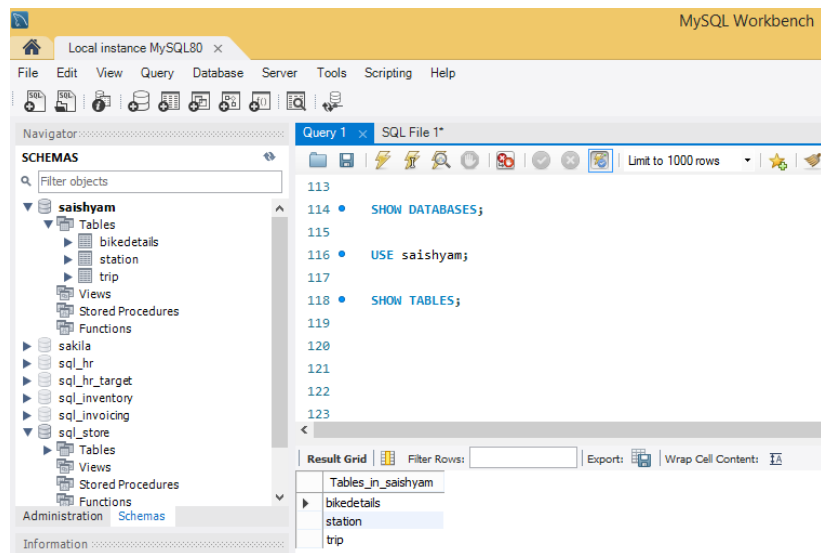 MySQL Workbench
Local instance MySQL80 ×
File Edit View Query Database Server Tools Scripting Help
Navigator
SCHEMAS
Filter objects
saishyam
Tables
bikedetails
station
trip
Views
Stored Procedures
Functions
sakila
sql_hr
sql_hr_target
sql_inventory
sql_invoicing
sql_store
Tables
Views
Stored Procedures
Functions
Administration Schemas
Information
Query 1 × SQL File 1*
Limit to 1000 rows
113
114 SHOW DATABASES;
115
116 USE saishyam;
117
118 SHOW TABLES;
119
120
121
122
123
Result Grid Filter Rows: Export: Wrap Cell Content: IA
Tables_in_saishyam
bikedetails
station
trip